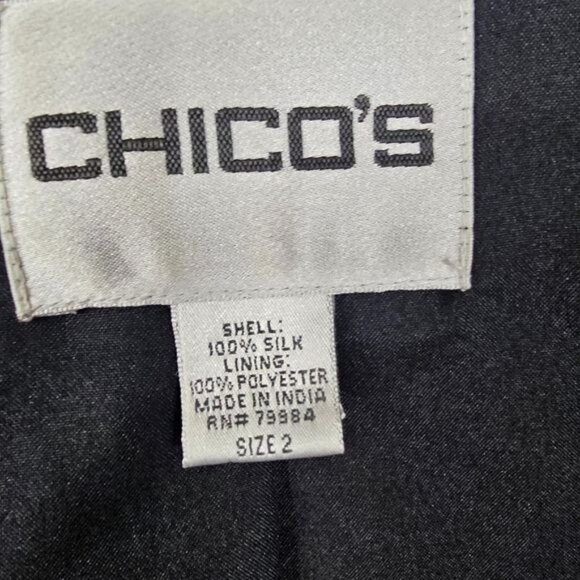 CHICO'S
SHELL:
100% SILK
LINING:
100% POLYESTER
MADE IN INDIA
RN# 79984
SIZE 2